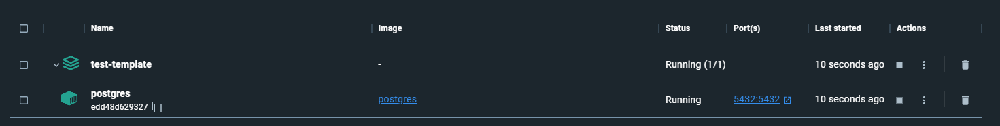 Name Image Status Port(s) Last started Actions
test-template - Running (1/1) 10 seconds ago
postgres
edd48d629327 postgres Running 5432:5432 10 seconds ago